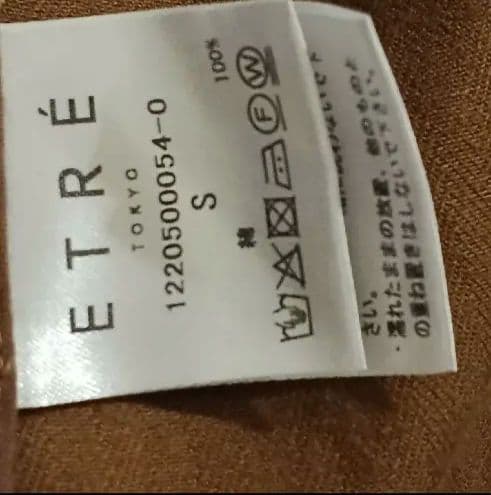 ETRÉ
TOKYO
1220500054-0
S
綿 100%
F W
さい。
・濡れたままの放置、他のものと
の重ね置きはしないで下さい。